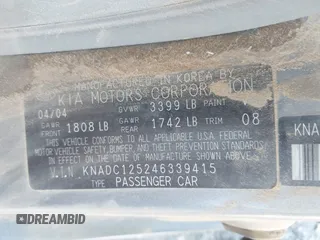 MANUFACTURED IN KOREA BY
KIA MOTORS CORPORATION
04/04 GVWR 3399 LB PAINT
GAWR FRONT 1808 LB GAWR REAR 1742 LB TRIM 08
THIS VEHICLE CONFORMS TO ALL APPLICABLE U.S. FEDERAL
MOTOR VEHICLE SAFETY, BUMPER, AND THEFT PREVENTION
STANDARDS IN EFFECT ON THE DATE OF
MANUFACTURE SHOWN ABOVE.
V.I.N KNADC125246339415
TYPE PASSENGER CAR
KNA
DREAMBID